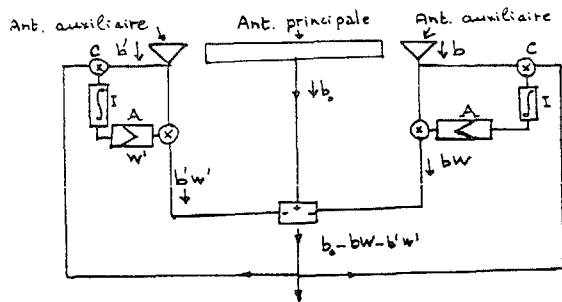 Ant. auxiliaire
Ant. principale
Ant. auxiliaire
C
b'
b
C
I
b₀
I
A
A
W'
b'w'
bW
+
- -
b₀-bW-b'w'